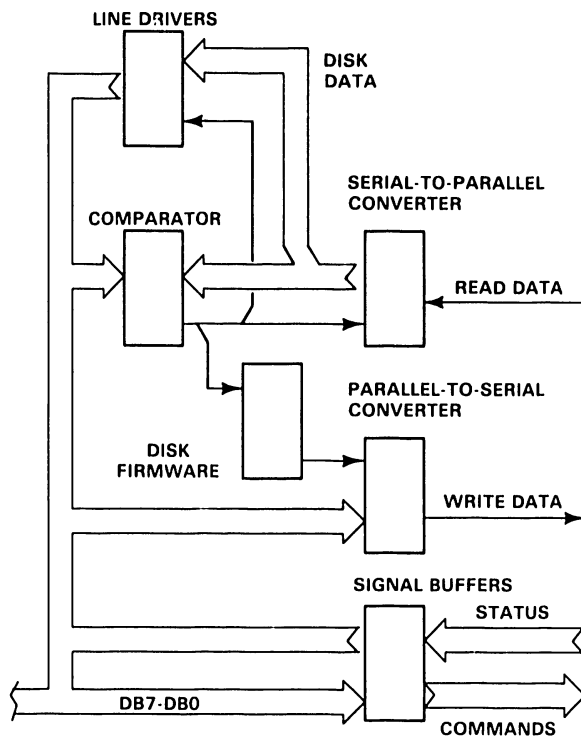 LINE DRIVERS
DISK
DATA
SERIAL-TO-PARALLEL
CONVERTER
COMPARATOR
READ DATA
PARALLEL-TO-SERIAL
CONVERTER
DISK
FIRMWARE
WRITE DATA
SIGNAL BUFFERS
STATUS
DB7-DB0
COMMANDS